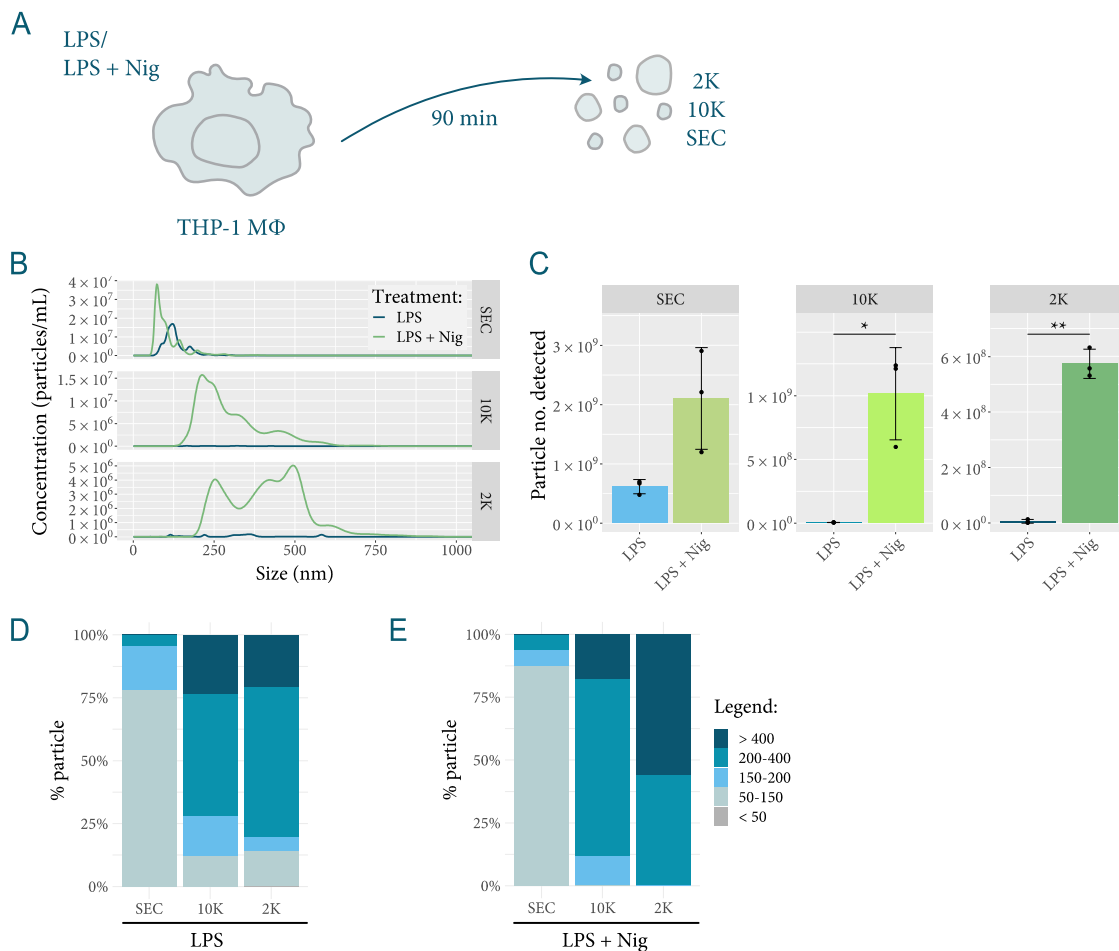 A
LPS/
LPS + Nig
90 min
2K
10K
SEC
THP-1 MΦ
B
Concentration (particles/mL)
4 × 10⁷
3 × 10⁷
2 × 10⁷
1 × 10⁷
0 × 10⁰
Treatment:
LPS
LPS + Nig
SEC
1.5 × 10⁷
1 × 10⁷
5 × 10⁶
0 × 10⁰
10K
5 × 10⁶
4 × 10⁶
3 × 10⁶
2 × 10⁶
1 × 10⁶
0 × 10⁰
2K
0
250
500
750
1000
Size (nm)
C
Particle no. detected
SEC
3 × 10⁹
2 × 10⁹
1 × 10⁹
0 × 10⁰
LPS
LPS + Nig
10K
*
1 × 10⁹
5 × 10⁸
0 × 10⁰
LPS
LPS + Nig
2K
**
6 × 10⁸
4 × 10⁸
2 × 10⁸
0 × 10⁰
LPS
LPS + Nig
D
% particle
100%
75%
50%
25%
0%
SEC
10K
2K
LPS
E
% particle
100%
75%
50%
25%
0%
SEC
10K
2K
LPS + Nig
Legend:
> 400
200-400
150-200
50-150
< 50